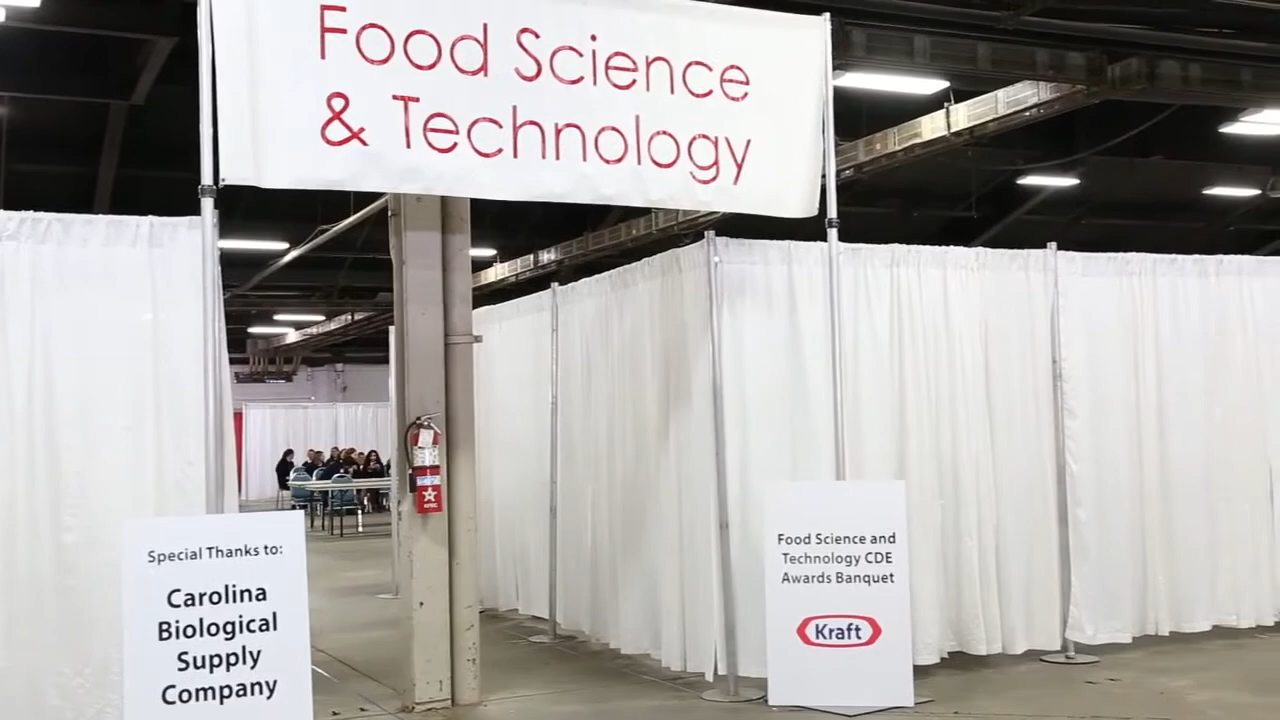 Food Science
& Technology
Special Thanks to:
Carolina
Biological
Supply
Company
Food Science and
Technology CDE
Awards Banquet
Kraft